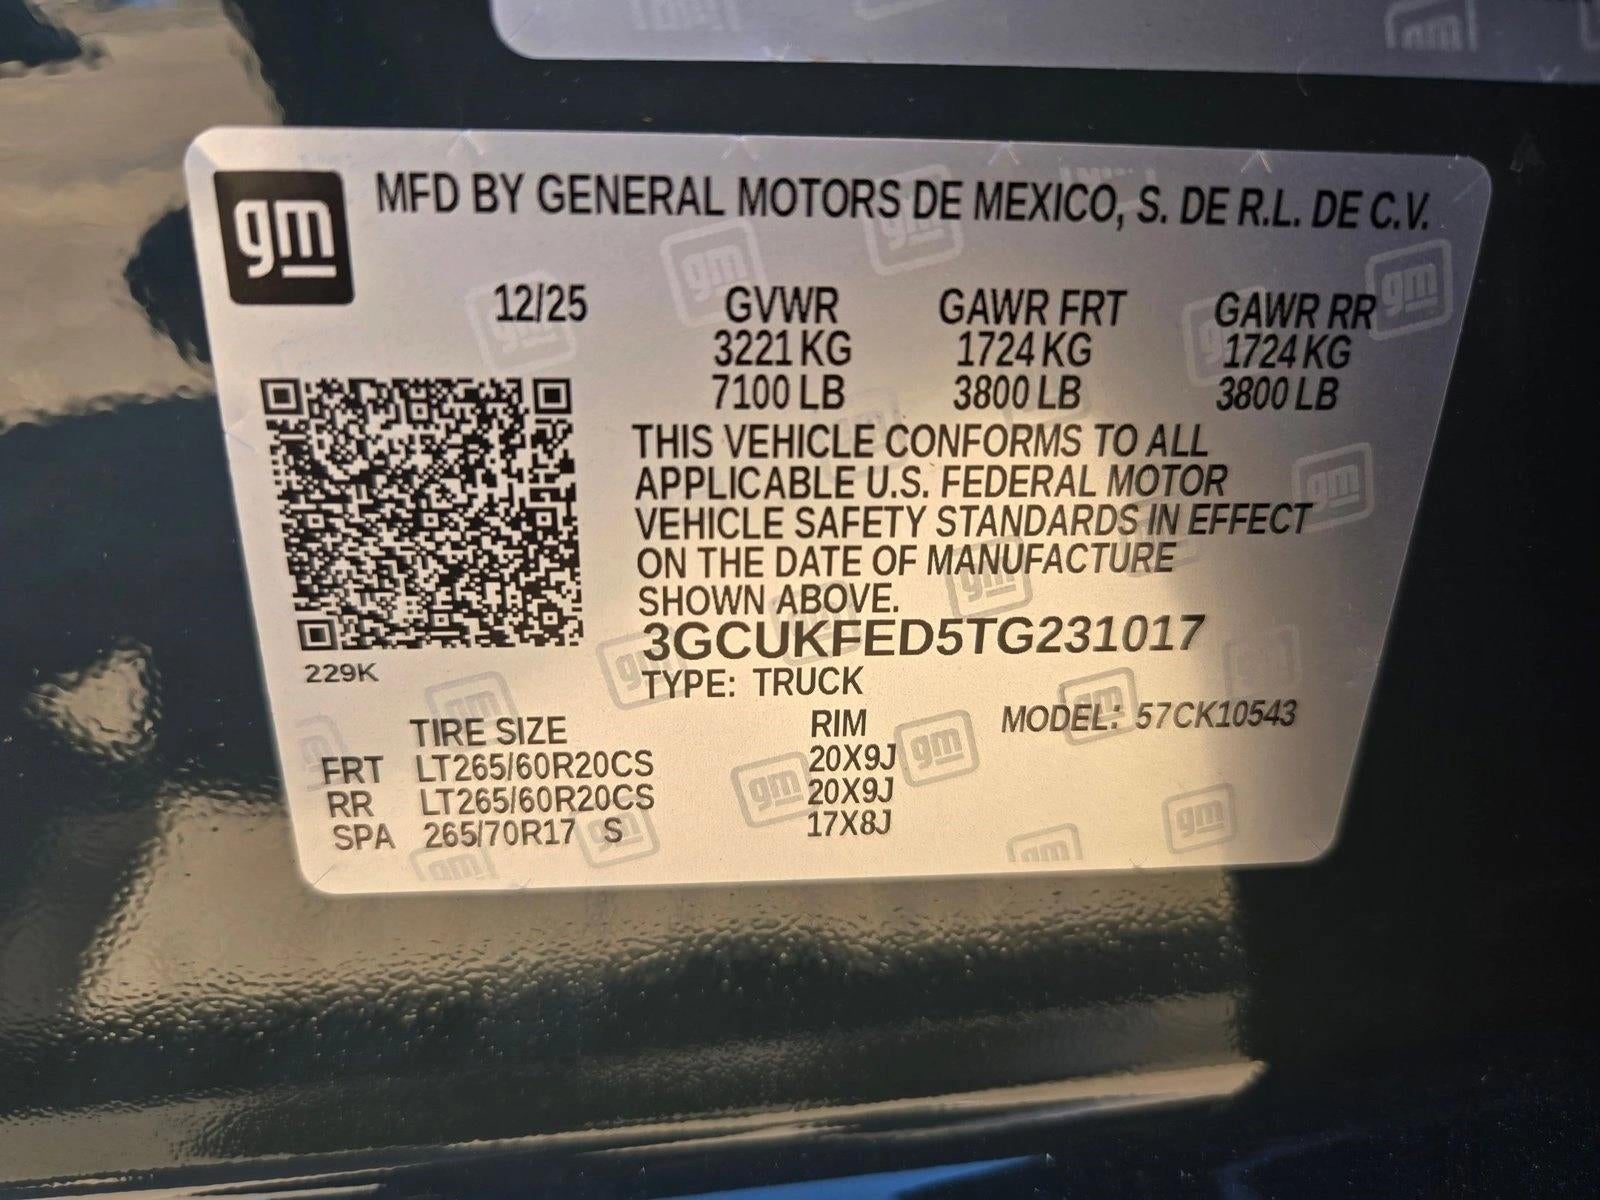 gm MFD BY GENERAL MOTORS DE MEXICO, S. DE R.L. DE C.V.
12/25 GVWR GAWR FRT GAWR RR
3221 KG 1724 KG 1724 KG
7100 LB 3800 LB 3800 LB
THIS VEHICLE CONFORMS TO ALL
APPLICABLE U.S. FEDERAL MOTOR
VEHICLE SAFETY STANDARDS IN EFFECT
ON THE DATE OF MANUFACTURE
SHOWN ABOVE.
3GCUKFED5TG231017
229K
TYPE: TRUCK
TIRE SIZE RIM MODEL: 57CK10543
FRT LT265/60R20CS 20X9J
RR LT265/60R20CS 20X9J
SPA 265/70R17 S 17X8J